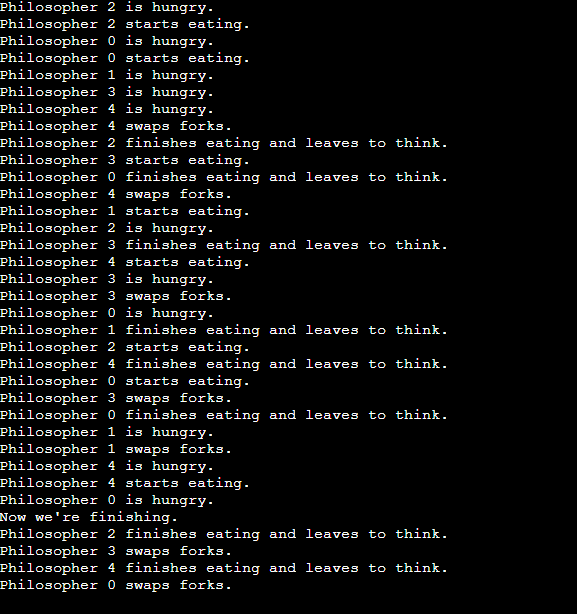 Philosopher 2 is hungry.
Philosopher 2 starts eating.
Philosopher 0 is hungry.
Philosopher 0 starts eating.
Philosopher 1 is hungry.
Philosopher 3 is hungry.
Philosopher 4 is hungry.
Philosopher 4 swaps forks.
Philosopher 2 finishes eating and leaves to think.
Philosopher 3 starts eating.
Philosopher 0 finishes eating and leaves to think.
Philosopher 4 swaps forks.
Philosopher 1 starts eating.
Philosopher 2 is hungry.
Philosopher 3 finishes eating and leaves to think.
Philosopher 4 starts eating.
Philosopher 3 is hungry.
Philosopher 3 swaps forks.
Philosopher 0 is hungry.
Philosopher 1 finishes eating and leaves to think.
Philosopher 2 starts eating.
Philosopher 4 finishes eating and leaves to think.
Philosopher 0 starts eating.
Philosopher 3 swaps forks.
Philosopher 0 finishes eating and leaves to think.
Philosopher 1 is hungry.
Philosopher 1 swaps forks.
Philosopher 4 is hungry.
Philosopher 4 starts eating.
Philosopher 0 is hungry.
Now we're finishing.
Philosopher 2 finishes eating and leaves to think.
Philosopher 3 swaps forks.
Philosopher 4 finishes eating and leaves to think.
Philosopher 0 swaps forks.